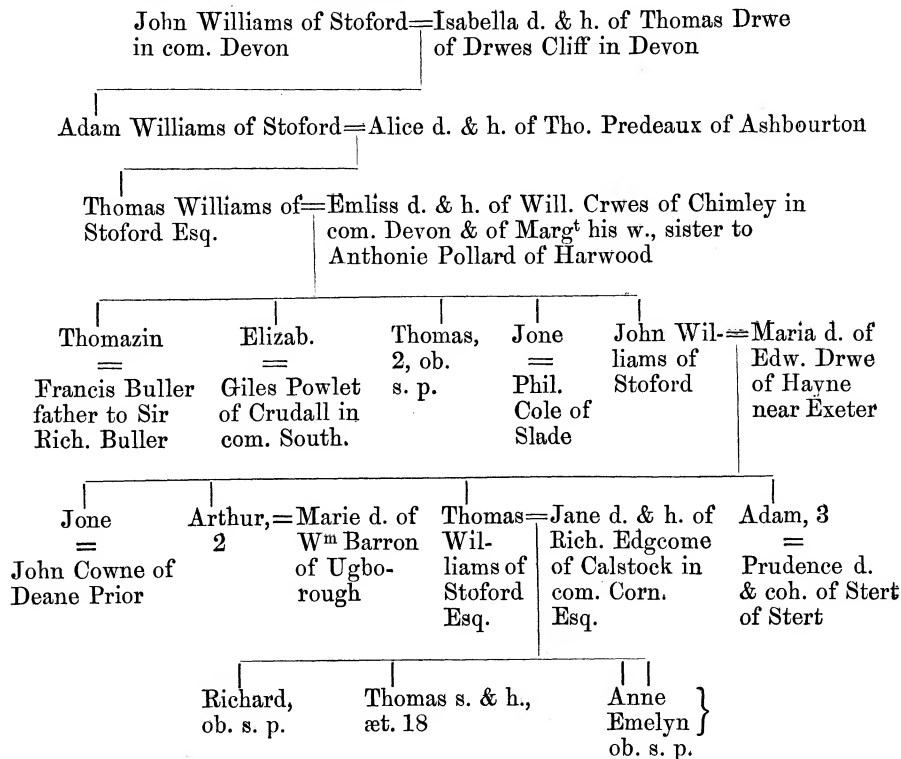 John Williams of Stoford=Isabella d. & h. of Thomas Drwe
in com. Devon of Drwes Cliff in Devon
Adam Williams of Stoford=Alice d. & h. of Tho. Predeaux of Ashbourton
Thomas Williams of=Emliss d. & h. of Will. Crwes of Chimley in
Stoford Esq. com. Devon & of Margt his w., sister to
Anthonie Pollard of Harwood
Thomazin
=
Francis Buller
father to Sir
Rich. Buller
Elizab.
=
Giles Powlet
of Crudall in
com. South.
Thomas,
2, ob.
s. p.
Jone
=
Phil.
Cole of
Slade
John Wil-=Maria d. of
liams of Edw. Drwe
Stoford of Hayne
near Exeter
Jone
=
John Cowne of
Deane Prior
Arthur,=Marie d. of
2 Wm Barron
of Ugbo-
rough
Thomas=Jane d. & h. of
Wil- Rich. Edgcome
liams of of Calstock in
Stoford com. Corn.
Esq. Esq.
Adam, 3
=
Prudence d.
& coh. of Stert
of Stert
Richard,
ob. s. p.
Thomas s. & h.,
æt. 18
Anne
Emelyn }
ob. s. p.